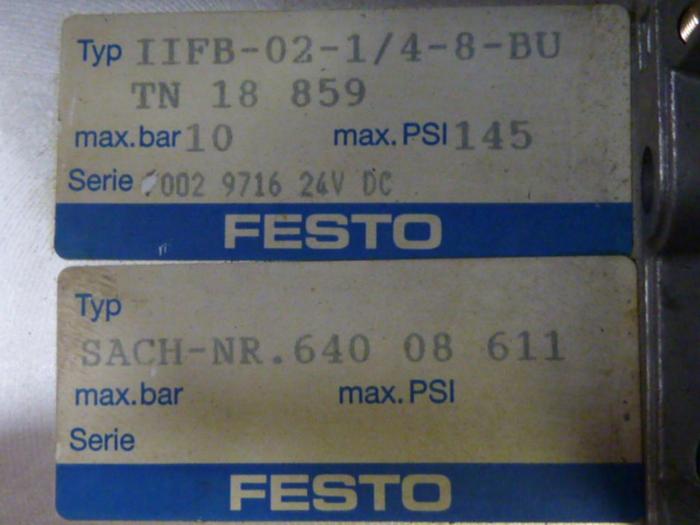 Typ IIFB-02-1/4-8-BU
TN 18 859
max.bar 10 max.PSI 145
Serie 002 9716 24V DC
FESTO
Typ
SACH-NR.640 08 611
max.bar max.PSI
Serie
FESTO